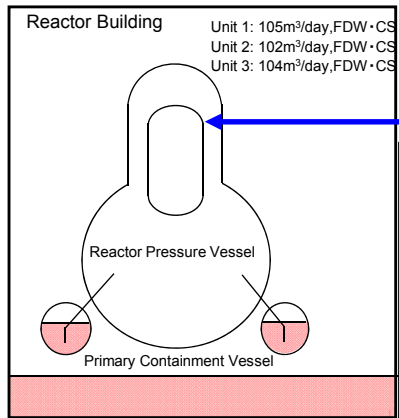 Reactor Building
Unit 1: 105m³/day,FDW・CS
Unit 2: 102m³/day,FDW・CS
Unit 3: 104m³/day,FDW・CS
Reactor Pressure Vessel
Primary Containment Vessel